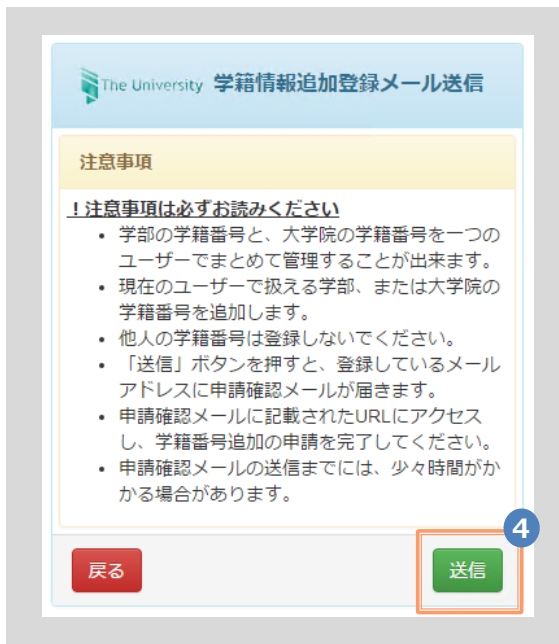 The University 学籍情報追加登録メール送信
注意事項
!注意事項は必ずお読みください
• 学部の学籍番号と、大学院の学籍番号を一つの
ユーザーでまとめて管理することが出来ます。
• 現在のユーザーで扱える学部、または大学院の
学籍番号を追加します。
• 他人の学籍番号は登録しないでください。
• 「送信」ボタンを押すと、登録しているメール
アドレスに申請確認メールが届きます。
• 申請確認メールに記載されたURLにアクセス
し、学籍番号追加の申請を完了してください。
• 申請確認メールの送信までには、少々時間がか
かる場合があります。
4
戻る
送信